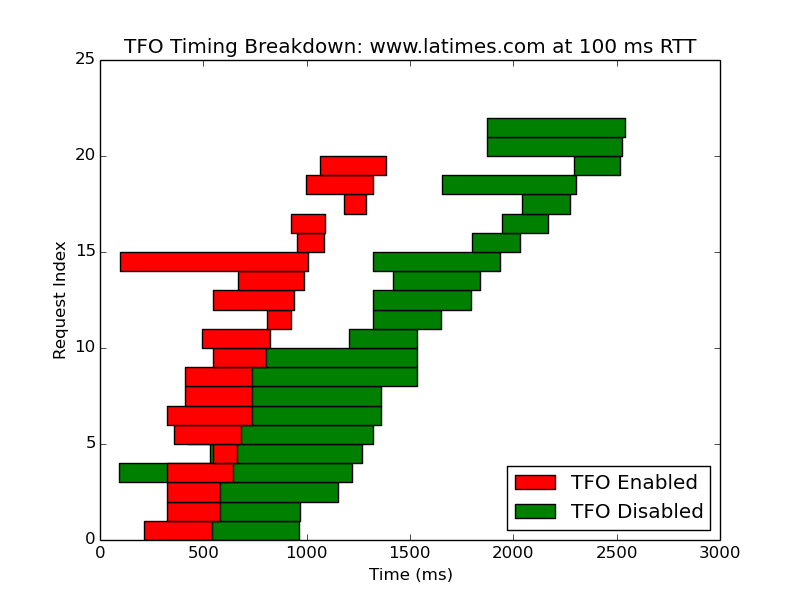 TFO Timing Breakdown: www.latimes.com at 100 ms RTT
25
20
15
10
5
0
Request Index
TFO Enabled
TFO Disabled
0 500 1000 1500 2000 2500 3000
Time (ms)